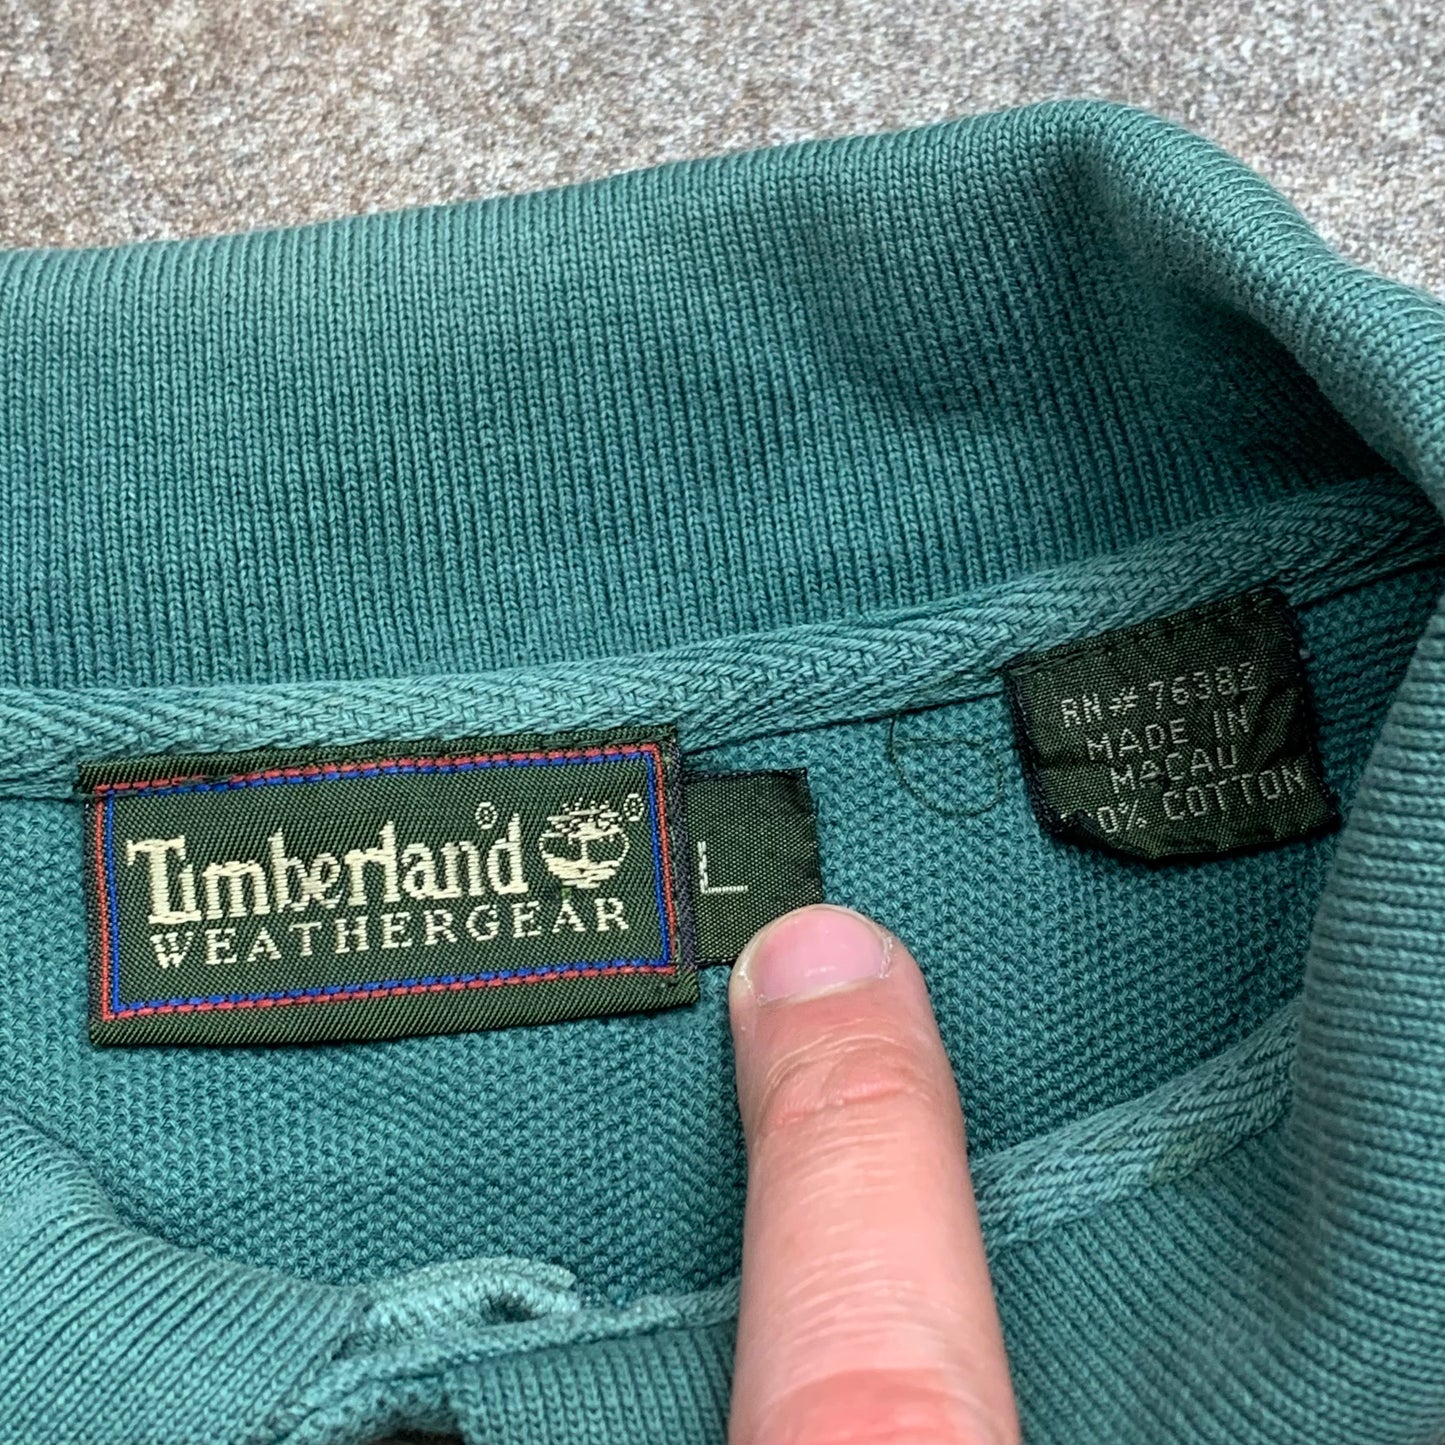 Timberland® ®
WEATHERGEAR
L
RN# 76382
MADE IN
MACAU
0% COTTON